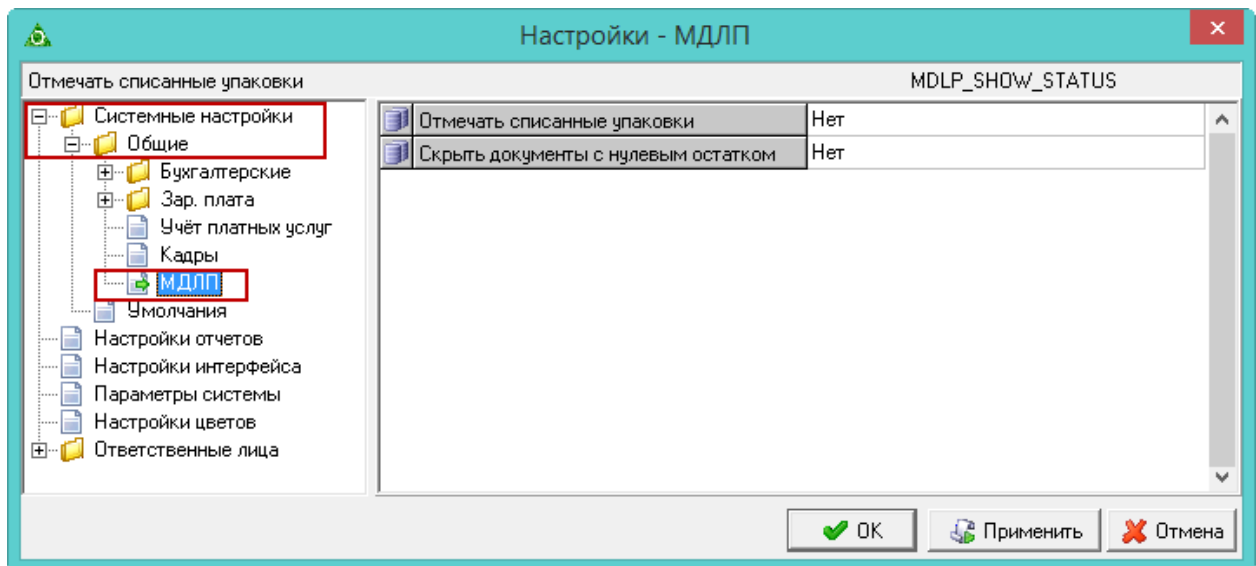 Настройки - МДЛП
Отмечать списанные упаковки MDLP_SHOW_STATUS
Системные настройки
Общие
Бухгалтерские
Зар. плата
Учёт платных услуг
Кадры
МДЛП
Умолчания
Настройки отчетов
Настройки интерфейса
Параметры системы
Настройки цветов
Ответственные лица
Отмечать списанные упаковки Нет
Скрыть документы с нулевым остатком Нет
OK Применить Отмена